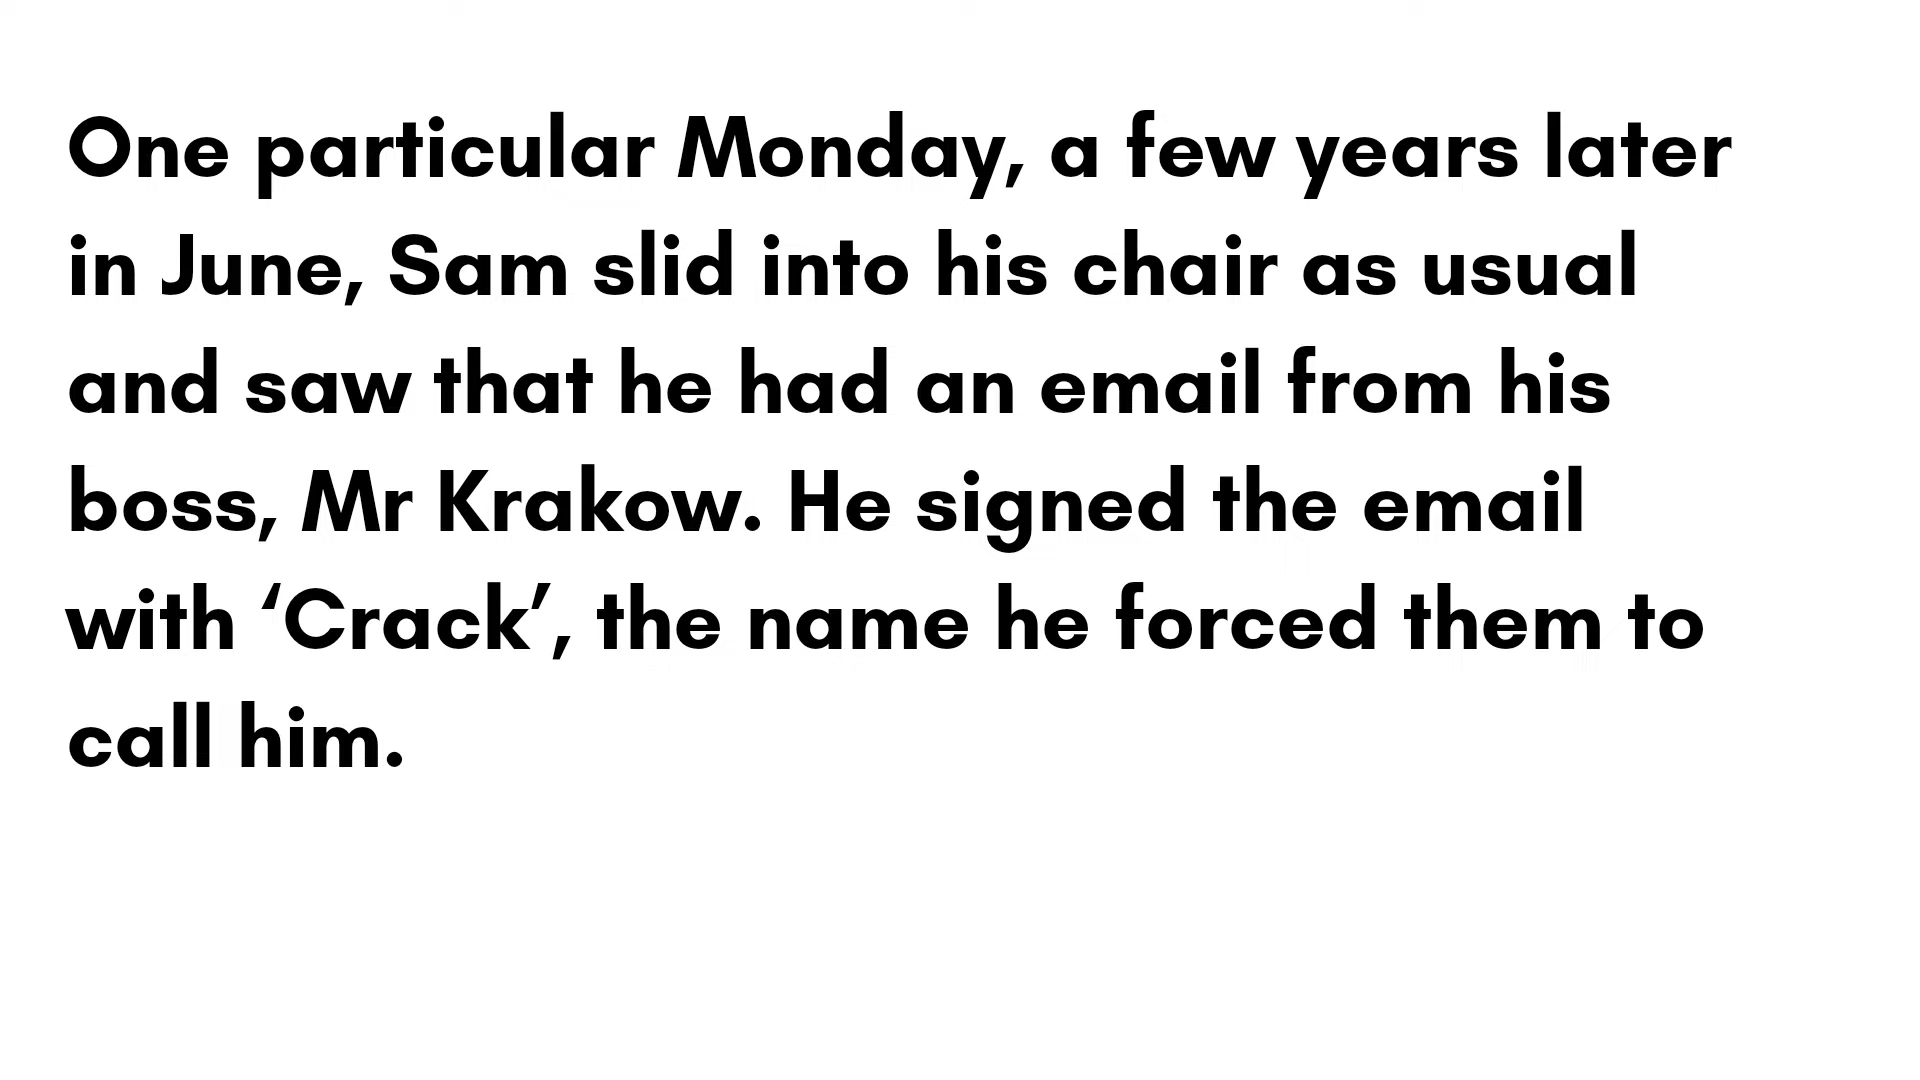 One particular Monday, a few years later
in June, Sam slid into his chair as usual
and saw that he had an email from his
boss, Mr Krakow. He signed the email
with ‘Crack’, the name he forced them to
call him.